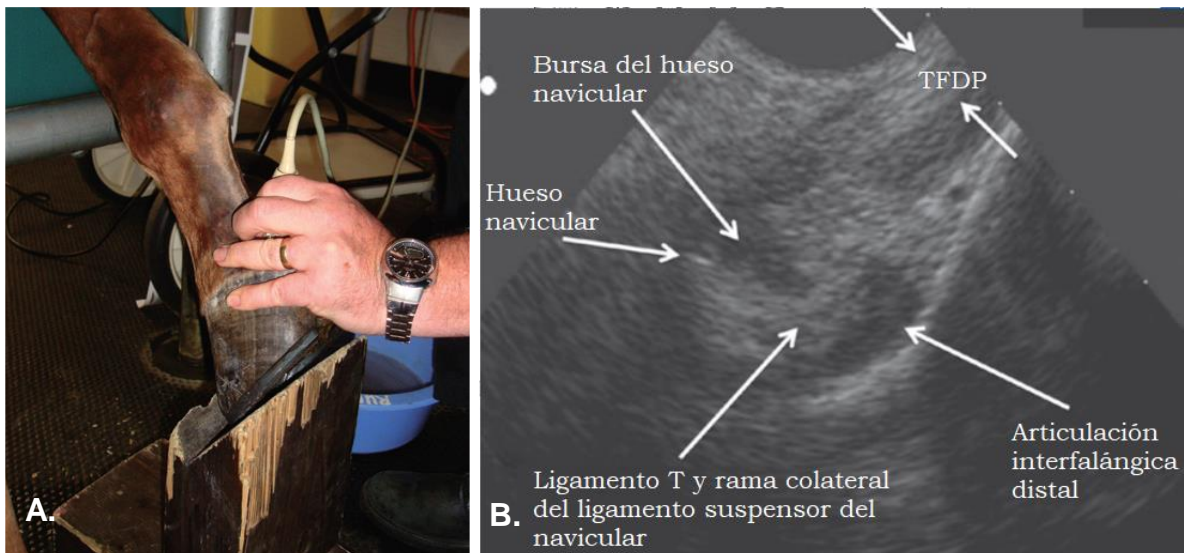 A.
Bursa del hueso
navicular
TFDP
Hueso
navicular
Ligamento T y rama colateral
del ligamento suspensor del
navicular
Articulación
interfalángica
distal
B.